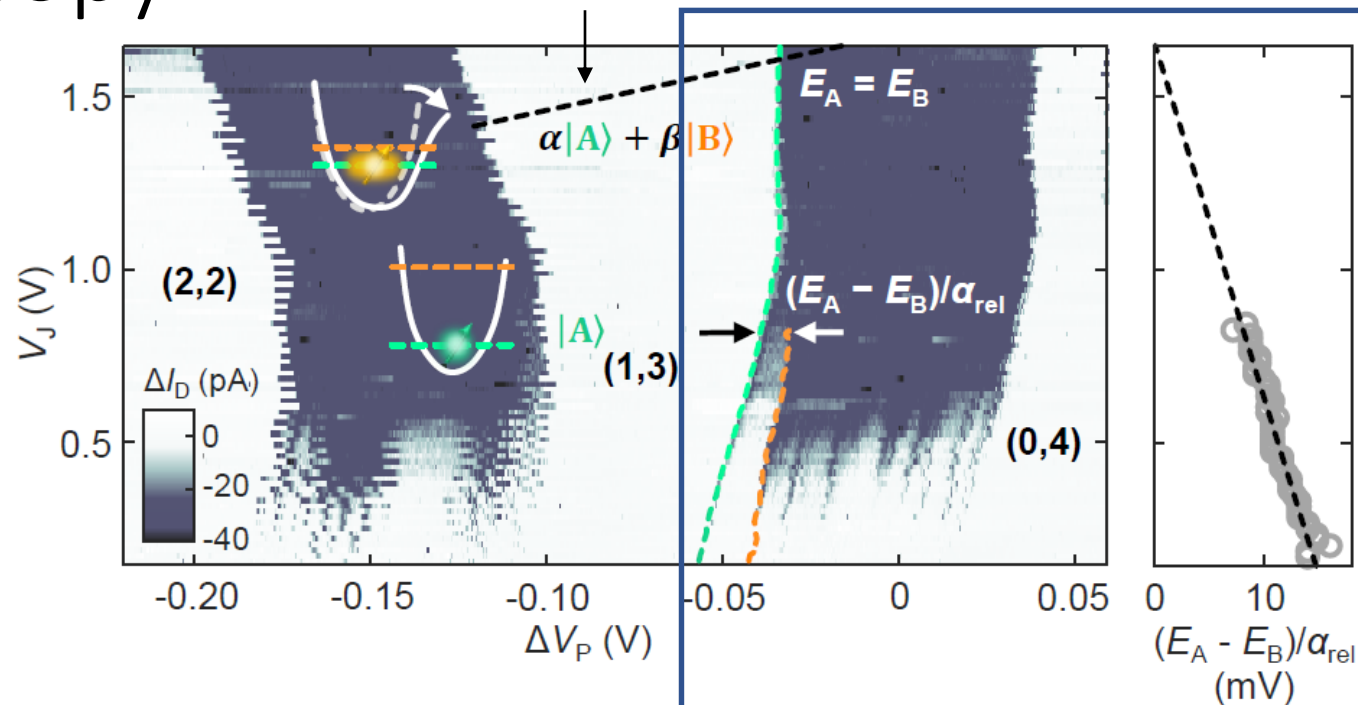 1.5
1.0
0.5
V_J (V)
E_A = E_B
α|A⟩ + β|B⟩
(2,2)
(E_A − E_B)/α_rel
|A⟩
(1,3)
ΔI_D (pA)
0
-20
-40
(0,4)
-0.20 -0.15 -0.10 -0.05 0 0.05
ΔV_P (V)
0 10
(E_A - E_B)/α_rel
(mV)